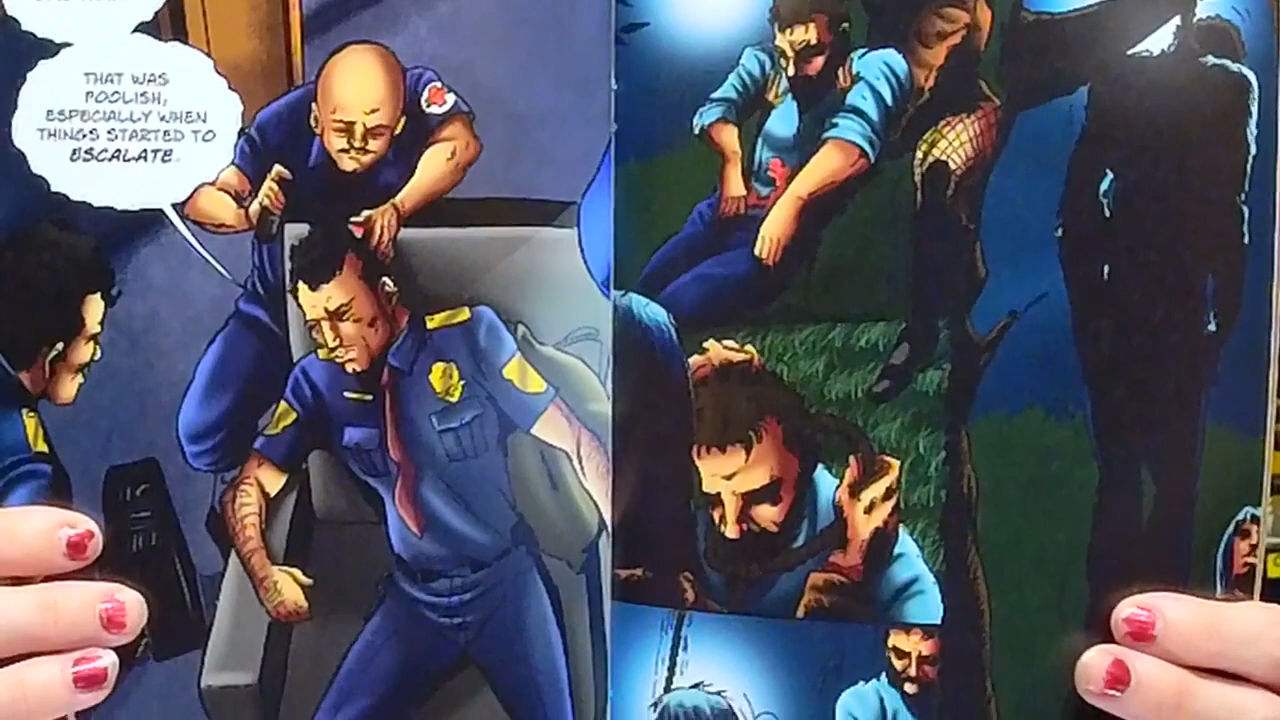 THAT WAS
FOOLISH,
ESPECIALLY WHEN
THINGS STARTED TO
ESCALATE.